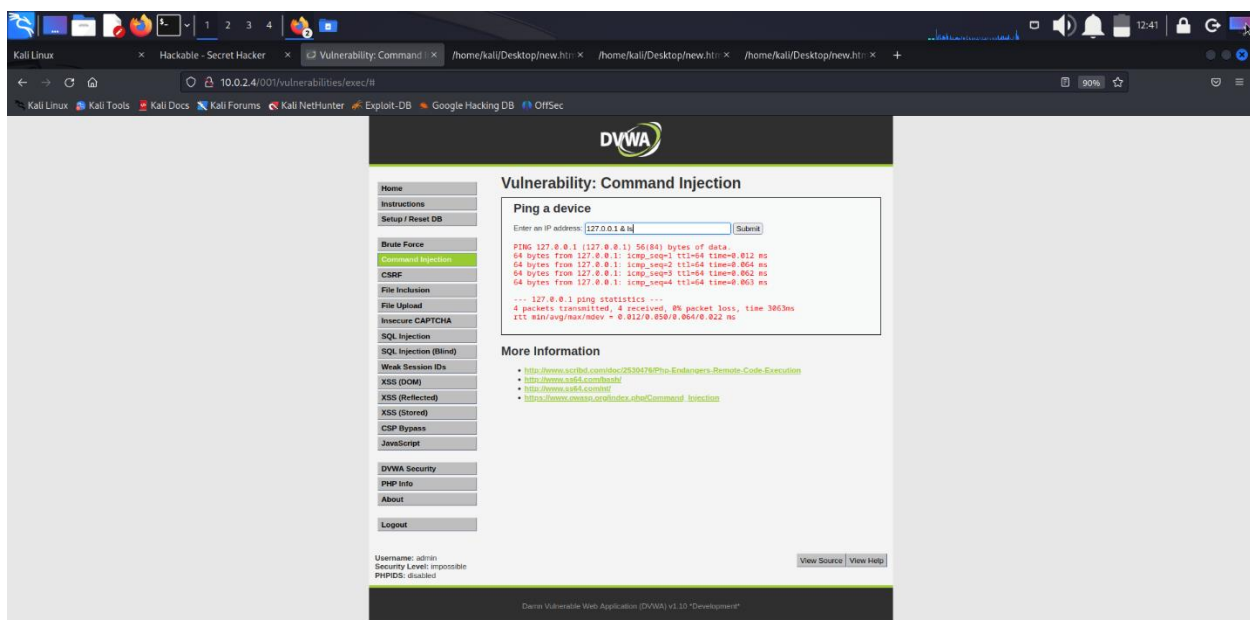 1 2 3 4
2
12:41
Kali Linux × Hackable - Secret Hacker × Vulnerability: Command I × /home/kali/Desktop/new.htm × /home/kali/Desktop/new.htm × /home/kali/Desktop/new.htm × +
10.0.2.4/001/vulnerabilities/exec/#
90%
Kali Linux Kali Tools Kali Docs Kali Forums Kali NetHunter Exploit-DB Google Hacking DB OffSec
DVWA
Home
Instructions
Setup / Reset DB
Brute Force
Command Injection
CSRF
File Inclusion
File Upload
Insecure CAPTCHA
SQL Injection
SQL Injection (Blind)
Weak Session IDs
XSS (DOM)
XSS (Reflected)
XSS (Stored)
CSP Bypass
JavaScript
DVWA Security
PHP Info
About
Logout
Vulnerability: Command Injection
Ping a device
Enter an IP address: 127.0.0.1 & ls Submit
PING 127.0.0.1 (127.0.0.1) 56(84) bytes of data.
64 bytes from 127.0.0.1: icmp_seq=1 ttl=64 time=0.012 ms
64 bytes from 127.0.0.1: icmp_seq=2 ttl=64 time=0.064 ms
64 bytes from 127.0.0.1: icmp_seq=3 ttl=64 time=0.062 ms
64 bytes from 127.0.0.1: icmp_seq=4 ttl=64 time=0.063 ms
--- 127.0.0.1 ping statistics ---
4 packets transmitted, 4 received, 0% packet loss, time 3063ms
rtt min/avg/max/mdev = 0.012/0.050/0.064/0.022 ms
More Information
http://www.scribd.com/doc/2530476/Php-Endangers-Remote-Code-Execution
http://www.ss64.com/bash/
http://www.ss64.com/nt/
https://www.owasp.org/index.php/Command_Injection
Username: admin
Security Level: impossible
PHPIDS: disabled
View Source View Help
Damn Vulnerable Web Application (DVWA) v1.10 *Development*